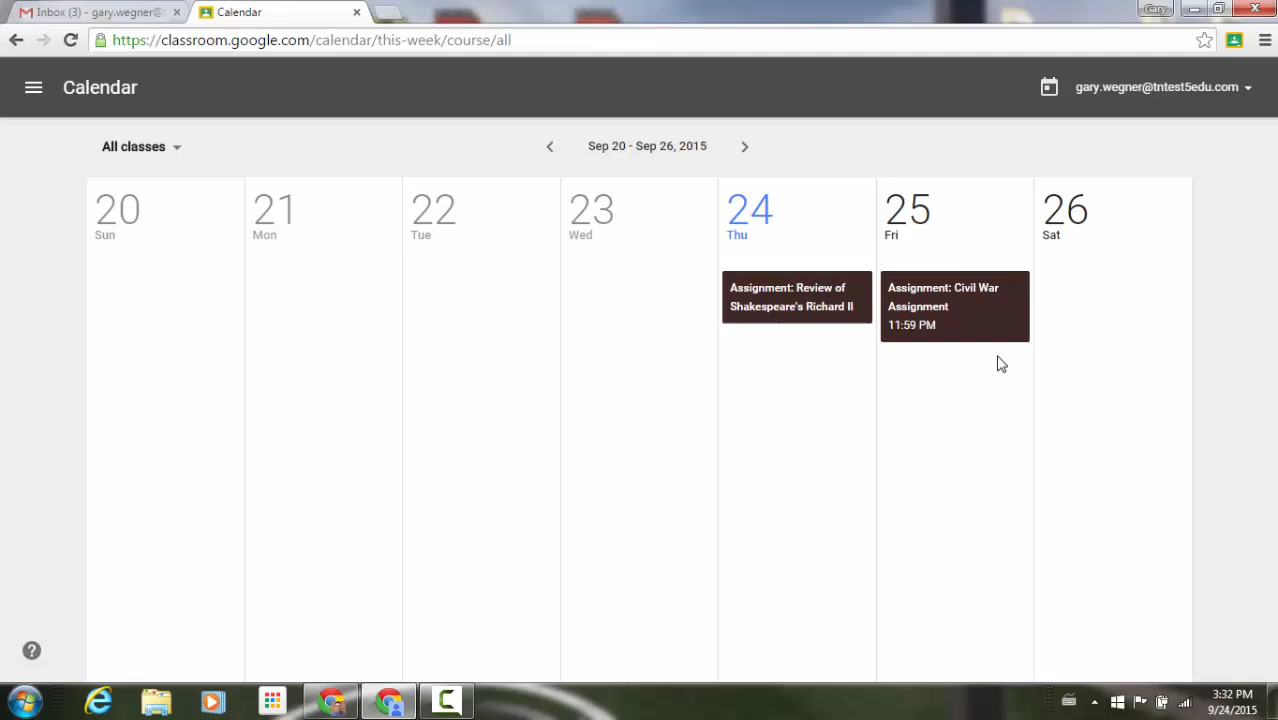 Inbox (3) - gary.wegner@t
Calendar
Gary
https://classroom.google.com/calendar/this-week/course/all
Calendar
gary.wegner@tntest5edu.com
All classes
Sep 20 - Sep 26, 2015
20
Sun
21
Mon
22
Tue
23
Wed
24
Thu
25
Fri
26
Sat
Assignment: Review of
Shakespeare's Richard II
Assignment: Civil War
Assignment
11:59 PM
?
3:32 PM
9/24/2015